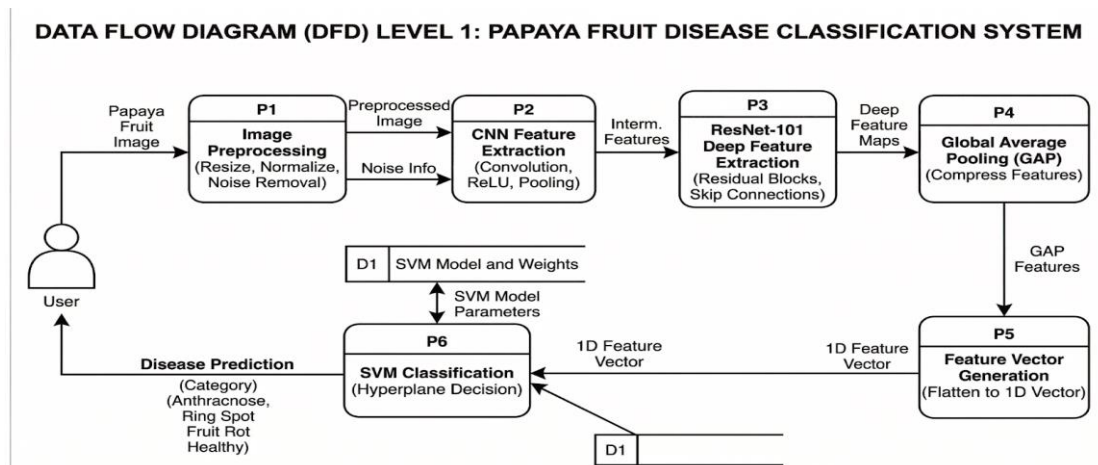 DATA FLOW DIAGRAM (DFD) LEVEL 1: PAPAYA FRUIT DISEASE CLASSIFICATION SYSTEM
Papaya
Fruit
Image
P1
Image
Preprocessing
(Resize, Normalize,
Noise Removal)
Preprocessed
Image
Noise Info
P2
CNN Feature
Extraction
(Convolution,
ReLU, Pooling)
Interm.
Features
P3
ResNet-101
Deep Feature
Extraction
(Residual Blocks,
Skip Connections)
Deep
Feature
Maps
P4
Global Average
Pooling (GAP)
(Compress Features)
GAP
Features
User
D1
SVM Model and Weights
SVM Model
Parameters
P5
Feature Vector
Generation
(Flatten to 1D Vector)
1D Feature
Vector
1D Feature
Vector
P6
SVM Classification
(Hyperplane Decision)
Disease Prediction
(Category)
(Anthracnose,
Ring Spot
Fruit Rot
Healthy)
D1